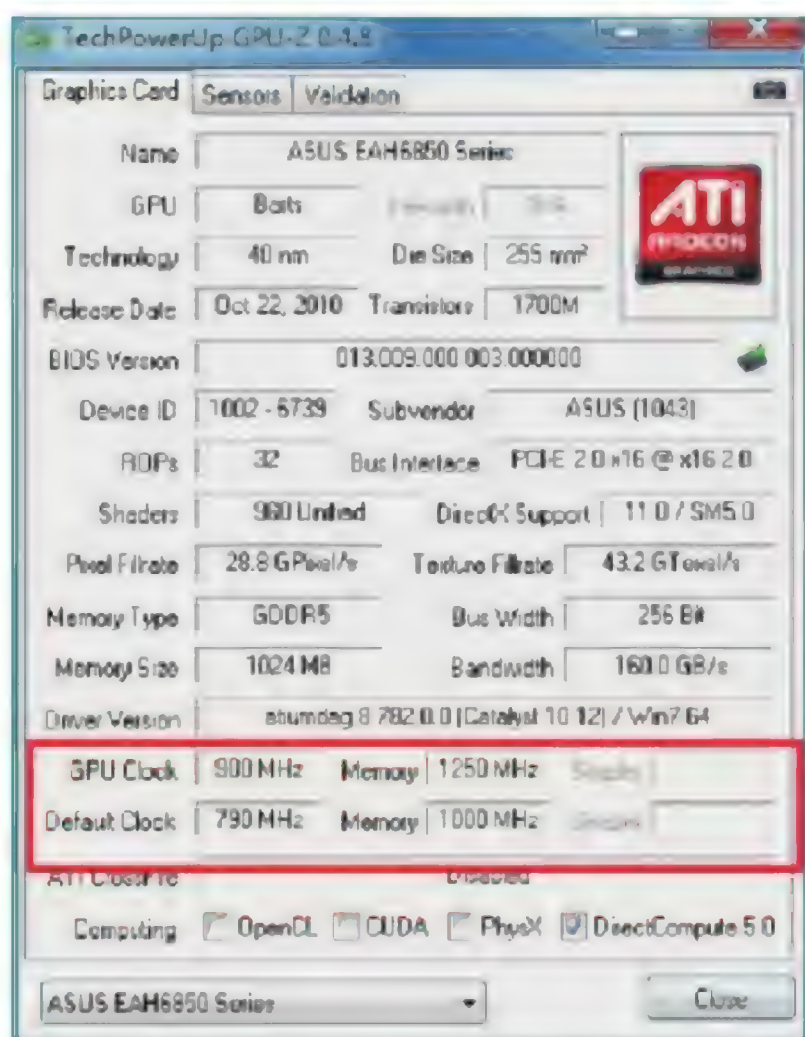 TechPowerUp GPU-Z 0.4.8
Graphics Card Sensors Validation
Name ASUS EAH6850 Series
ATI
RADEON
GRAPHICS
GPU Barts
Technology 40 nm Die Size 255 mm²
Release Date Oct 22, 2010 Transistors 1700M
BIOS Version 013.009.000.003.000000
Device ID 1002 - 6739 Subvendor ASUS (1043)
ROPs 32 Bus Interface PCI-E 2.0 x16 @ x16 2.0
Shaders 960 Unified DirectX Support 11.0 / SM5.0
Pixel Fillrate 28.8 GPixel/s Texture Fillrate 43.2 GTexel/s
Memory Type GDDR5 Bus Width 256 Bit
Memory Size 1024 MB Bandwidth 160.0 GB/s
Driver Version atiumdag 8.782.0.0 (Catalyst 10.12) / Win7 64
GPU Clock 900 MHz Memory 1250 MHz Shader
Default Clock 790 MHz Memory 1000 MHz Shader
ATI CrossFire Disabled
Computing OpenCL CUDA PhysX DirectCompute 5.0
ASUS EAH6850 Series Close